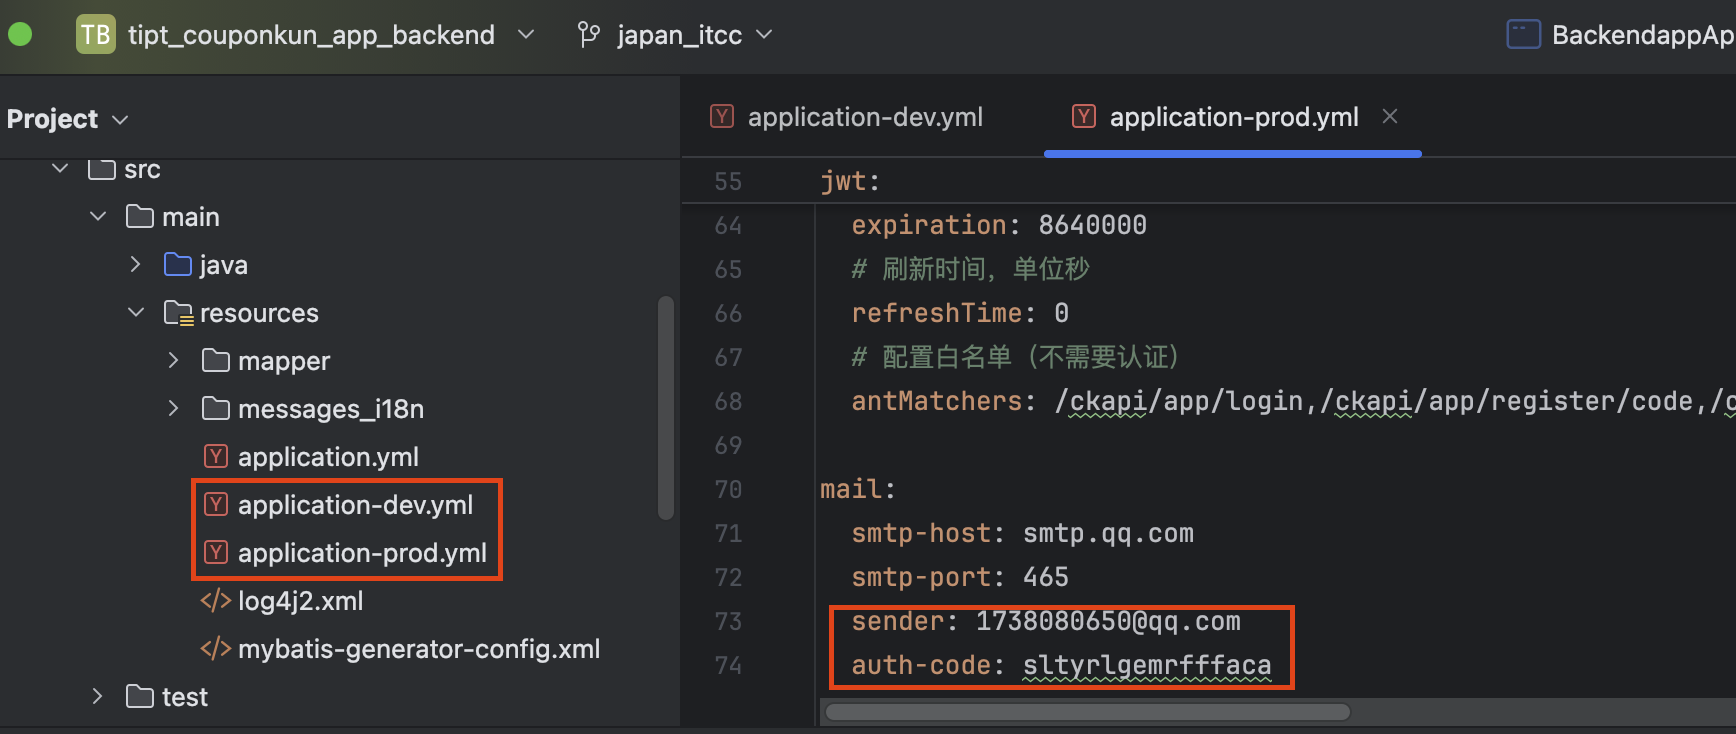 TB tipt_couponkun_app_backend japan_itcc BackendappAp
Project
src
main
java
resources
mapper
messages_i18n
Y application.yml
Y application-dev.yml
Y application-prod.yml
</> log4j2.xml
</> mybatis-generator-config.xml
test
Y application-dev.yml Y application-prod.yml
55 jwt:
64 expiration: 8640000
65 # 刷新时间，单位秒
66 refreshTime: 0
67 # 配置白名单（不需要认证）
68 antMatchers: /ckapi/app/login,/ckapi/app/register/code,/c
69
70 mail:
71 smtp-host: smtp.qq.com
72 smtp-port: 465
73 sender: 1738080650@qq.com
74 auth-code: sltyrlgemrfffaca